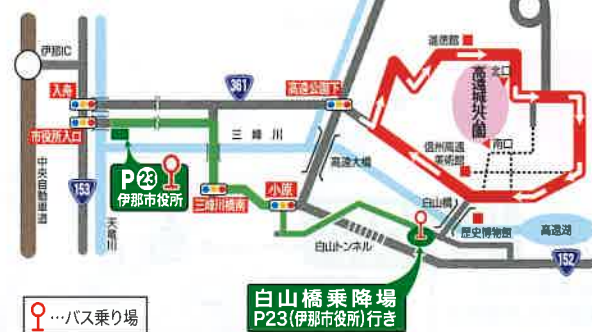 伊那IC
入舟
市役所入口
中央自動車道
153
天竜川
P23
伊那市役所
361
三峰川
三峰川橋南
小原
高遠公園下
高遠大橋
進徳館
北口
高遠城址公園
南口
信州高遠
美術館
白山橋
歴史博物館
高遠湖
白山トンネル
152
白山橋乗降場
P23(伊那市役所)行き
…バス乗り場